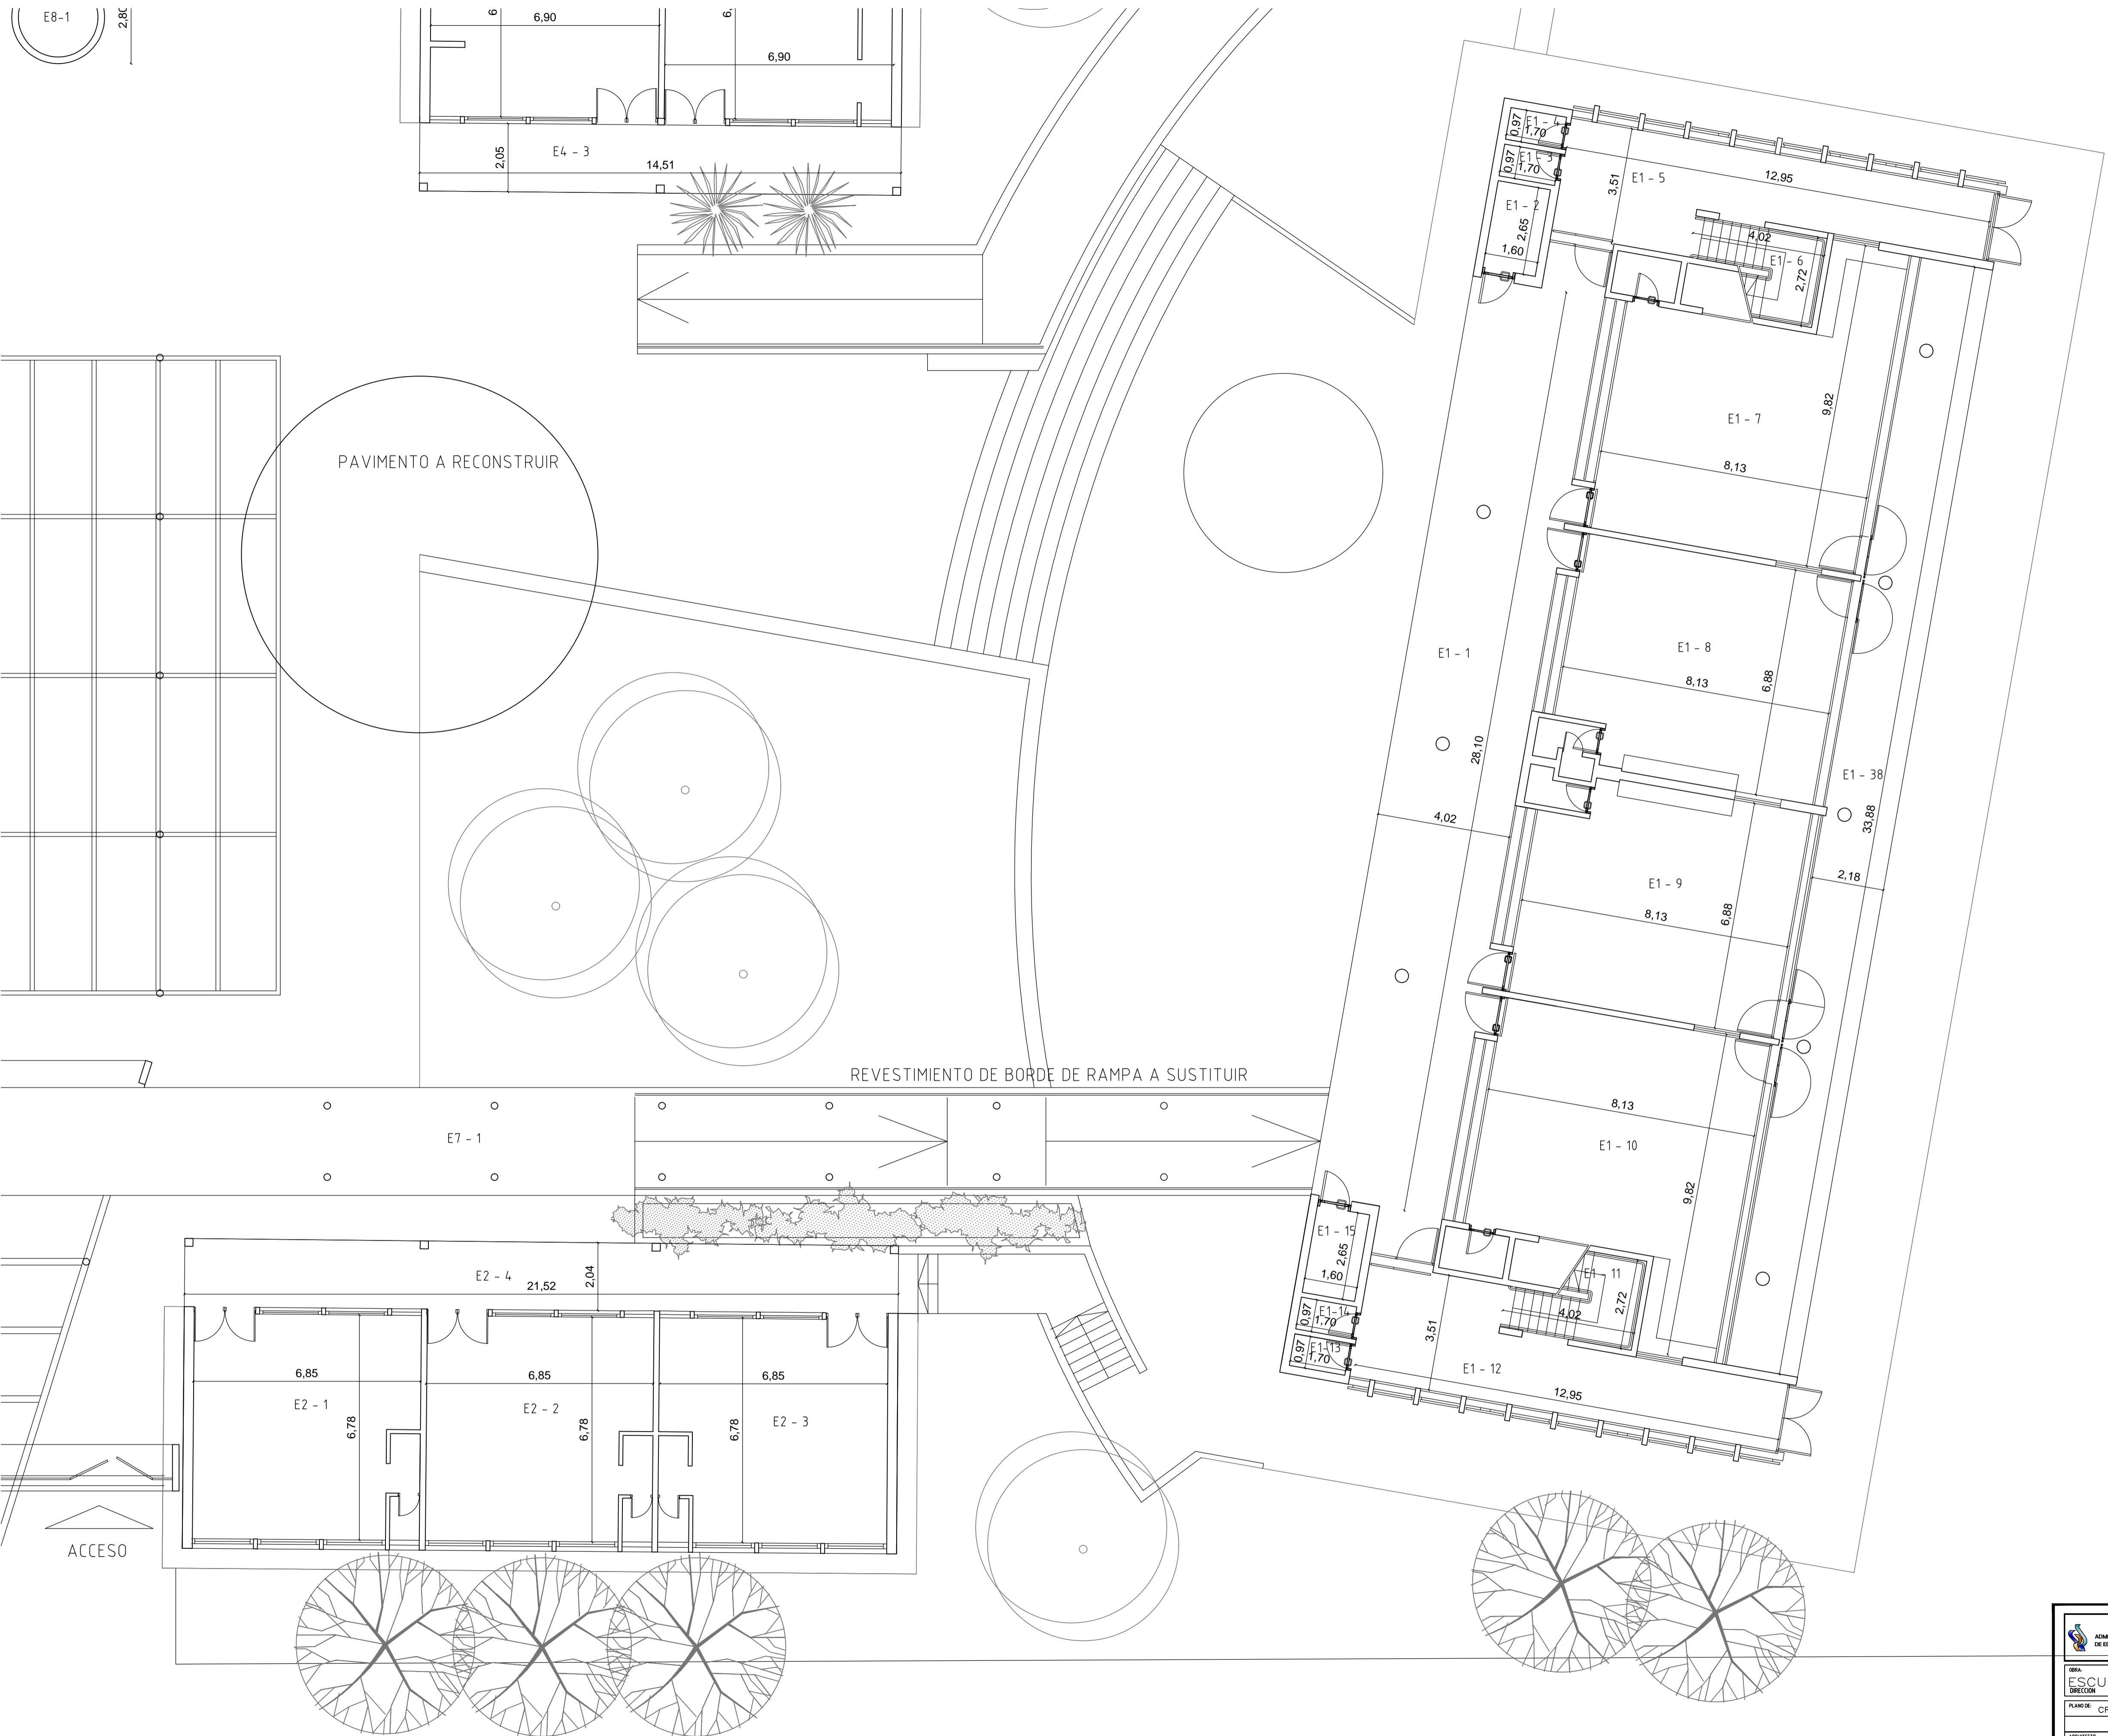 E8-1
2,80
6,90
6,90
E4 - 3
2,05
14,51
E1 - 4
0,97
1,70
E1 - 3
0,97
1,70
E1 - 2
2,65
1,60
E1 - 5
3,51
12,95
4,02
E1 - 6
2,72
E1 - 7
9,82
8,13
PAVIMENTO A RECONSTRUIR
E1 - 1
28,10
4,02
E1 - 8
8,13
6,88
E1 - 38
33,88
2,18
E1 - 9
8,13
6,88
REVESTIMIENTO DE BORDE DE RAMPA A SUSTITUIR
E7 - 1
8,13
E1 - 10
9,82
E1 - 15
2,65
1,60
E1-14
0,97
1,70
E1-13
0,97
1,70
E1 - 11
4,02
2,72
3,51
E1 - 12
12,95
E2 - 4
21,52
2,04
6,85
E2 - 1
6,78
6,85
E2 - 2
6,78
6,85
E2 - 3
6,78
ACCESO
OBRA:
ESCU
DIRECCION
PLANO DE: